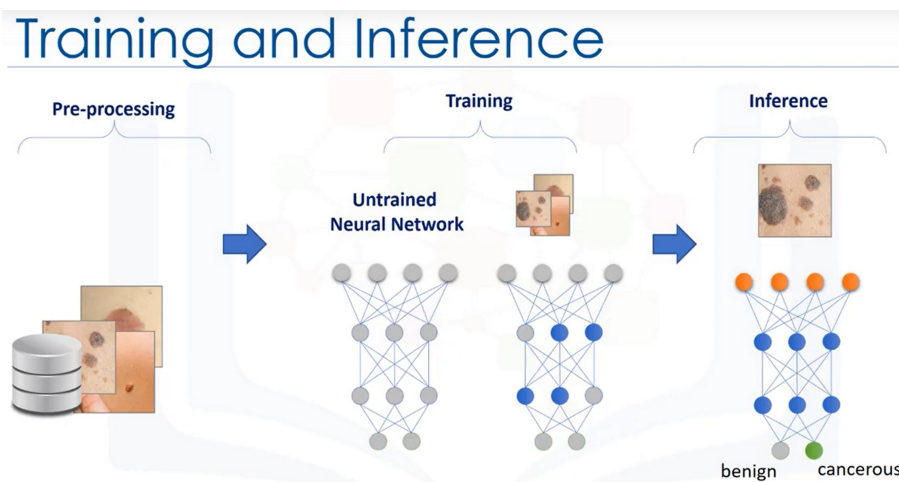 Training and Inference
Pre-processing
Training
Inference
Untrained
Neural Network
benign
cancerous